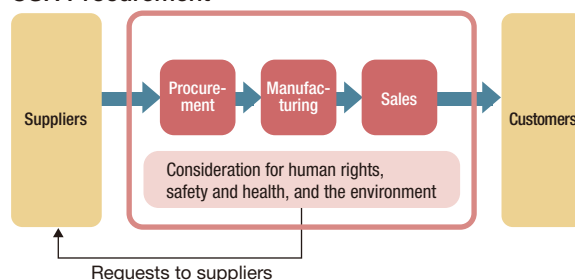 Suppliers
Procure-
ment
Manufac-
turing
Sales
Customers
Consideration for human rights,
safety and health, and the environment
Requests to suppliers